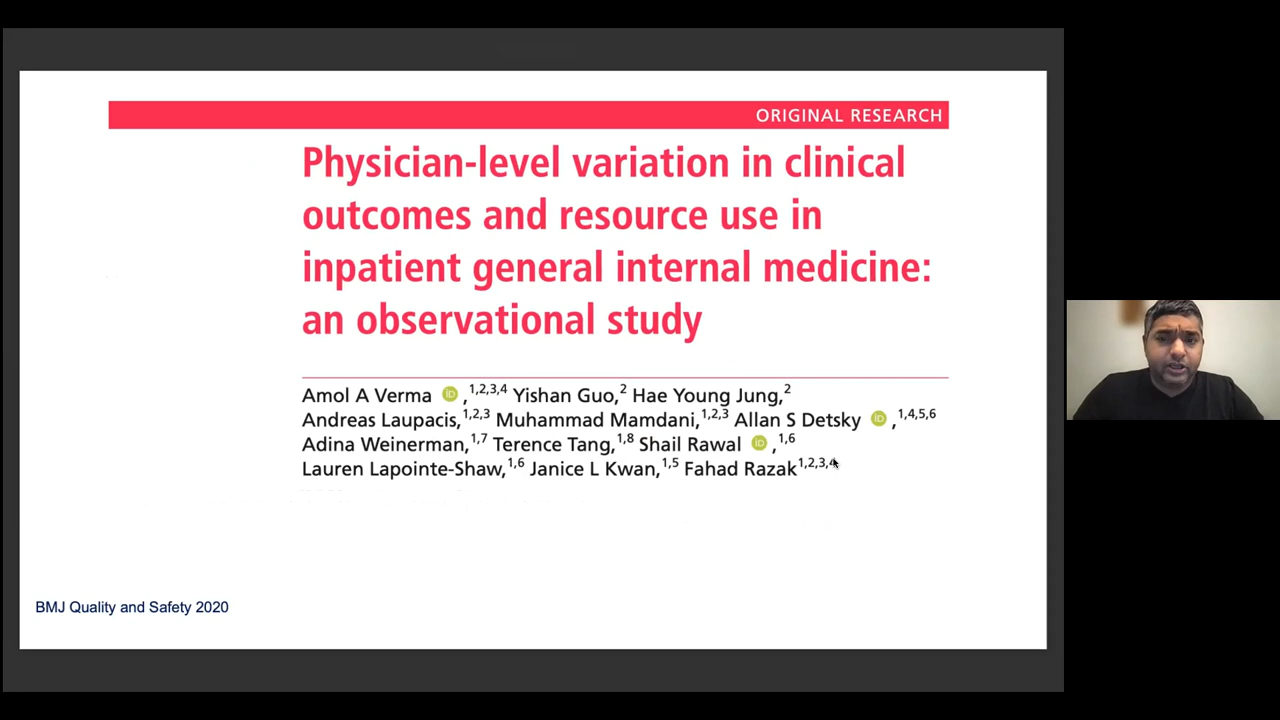 ORIGINAL RESEARCH
Physician-level variation in clinical
outcomes and resource use in
inpatient general internal medicine:
an observational study
Amol A Verma iD ,1,2,3,4 Yishan Guo,2 Hae Young Jung,2
Andreas Laupacis,1,2,3 Muhammad Mamdani,1,2,3 Allan S Detsky iD ,1,4,5,6
Adina Weinerman,1,7 Terence Tang,1,8 Shail Rawal iD ,1,6
Lauren Lapointe-Shaw,1,6 Janice L Kwan,1,5 Fahad Razak1,2,3,4
BMJ Quality and Safety 2020